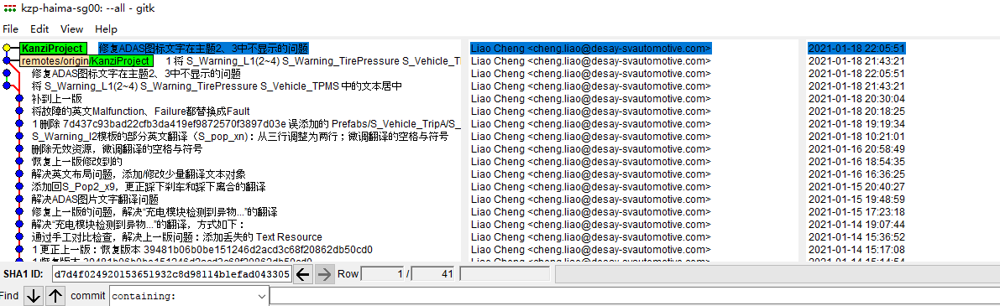 kzp-haima-sg00: --all - gitk
File Edit View Help
KanziProject 修复ADAS图标文字在主题2、3中不显示的问题 Liao Cheng <cheng.liao@desay-svautomotive.com> 2021-01-18 22:05:51
remotes/origin/KanziProject 1 将 S_Warning_L1(2~4) S_Warning_TirePressure S_Vehicle_T Liao Cheng <cheng.liao@desay-svautomotive.com> 2021-01-18 21:43:21
修复ADAS图标文字在主题2、3中不显示的问题 Liao Cheng <cheng.liao@desay-svautomotive.com> 2021-01-18 22:05:51
将 S_Warning_L1(2~4) S_Warning_TirePressure S_Vehicle_TPMS 中的文本居中 Liao Cheng <cheng.liao@desay-svautomotive.com> 2021-01-18 21:43:21
补到上一版 Liao Cheng <cheng.liao@desay-svautomotive.com> 2021-01-18 20:30:04
将故障的英文Malfunction、Failure都替换成Fault Liao Cheng <cheng.liao@desay-svautomotive.com> 2021-01-18 20:18:25
1 删除 7d437c93bad22cfb3da419ef9872570f3897d03e 误添加的 Prefabs/S_Vehicle_TripA/S_ Liao Cheng <cheng.liao@desay-svautomotive.com> 2021-01-18 19:19:34
S_Warning_l2模板的部分英文翻译（S_pop_xn）：从三行调整为两行；微调翻译的空格与符号 Liao Cheng <cheng.liao@desay-svautomotive.com> 2021-01-18 10:21:01
删除无效资源，微调翻译的空格与符号 Liao Cheng <cheng.liao@desay-svautomotive.com> 2021-01-16 20:58:49
恢复上一版修改到的 Liao Cheng <cheng.liao@desay-svautomotive.com> 2021-01-16 18:54:35
解决英文布局问题，添加/修改少量翻译文本对象 Liao Cheng <cheng.liao@desay-svautomotive.com> 2021-01-16 16:36:25
添加回S_Pop2_x9，更正踩下刹车和踩下离合的翻译 Liao Cheng <cheng.liao@desay-svautomotive.com> 2021-01-15 20:40:27
解决ADAS图片文字翻译问题 Liao Cheng <cheng.liao@desay-svautomotive.com> 2021-01-15 19:48:59
修复上一版的问题，解决“充电模块检测到异物...”的翻译 Liao Cheng <cheng.liao@desay-svautomotive.com> 2021-01-15 17:23:18
解决“充电模块检测到异物...”的翻译，方式如下： Liao Cheng <cheng.liao@desay-svautomotive.com> 2021-01-14 19:07:44
通过手工对比检查，解决上一版问题：添加丢失的 Text Resource Liao Cheng <cheng.liao@desay-svautomotive.com> 2021-01-14 15:36:52
1 更正上一版：恢复版本 39481b06b0be151246d2acd3c68f20862db50cd0 Liao Cheng <cheng.liao@desay-svautomotive.com> 2021-01-14 15:17:08
1 恢复版本 39481b06b0be151246d2acd3c68f20862db50cd0 Liao Cheng <cheng.liao@desay-svautomotive.com> 2021-01-14 15:14:54
SHA1 ID: d7d4f024920153651932c8d98114b1efad043305 Row 1 / 41
Find commit containing: